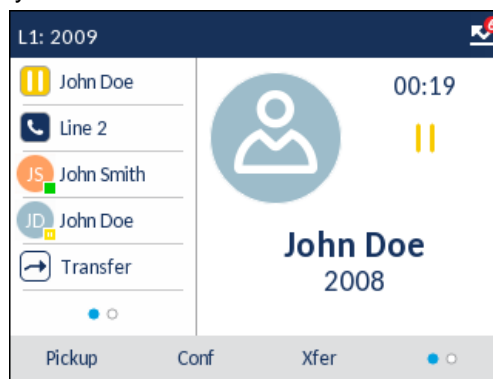 L1: 2009
6
John Doe
Line 2
JS John Smith
JD John Doe
Transfer
00:19
John Doe
2008
Pickup Conf Xfer